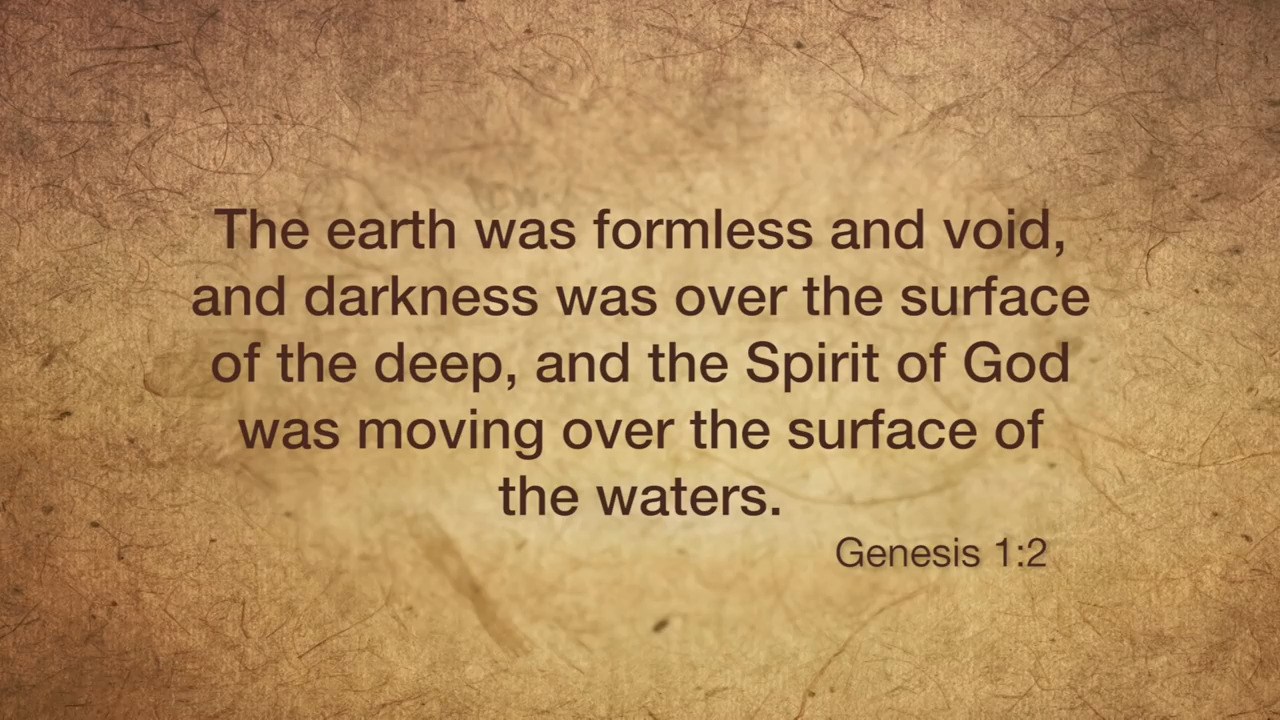 The earth was formless and void,
and darkness was over the surface
of the deep, and the Spirit of God
was moving over the surface of
the waters.
Genesis 1:2